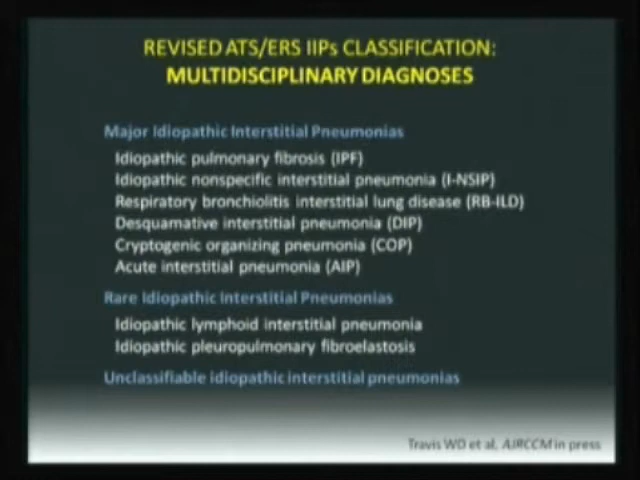 REVISED ATS/ERS IIPs CLASSIFICATION:
MULTIDISCIPLINARY DIAGNOSES
Major Idiopathic Interstitial Pneumonias
Idiopathic pulmonary fibrosis (IPF)
Idiopathic nonspecific interstitial pneumonia (I-NSIP)
Respiratory bronchiolitis interstitial lung disease (RB-ILD)
Desquamative interstitial pneumonia (DIP)
Cryptogenic organizing pneumonia (COP)
Acute interstitial pneumonia (AIP)
Rare Idiopathic Interstitial Pneumonias
Idiopathic lymphoid interstitial pneumonia
Idiopathic pleuropulmonary fibroelastosis
Unclassifiable idiopathic interstitial pneumonias
Travis WD et al, AJRCCM in press